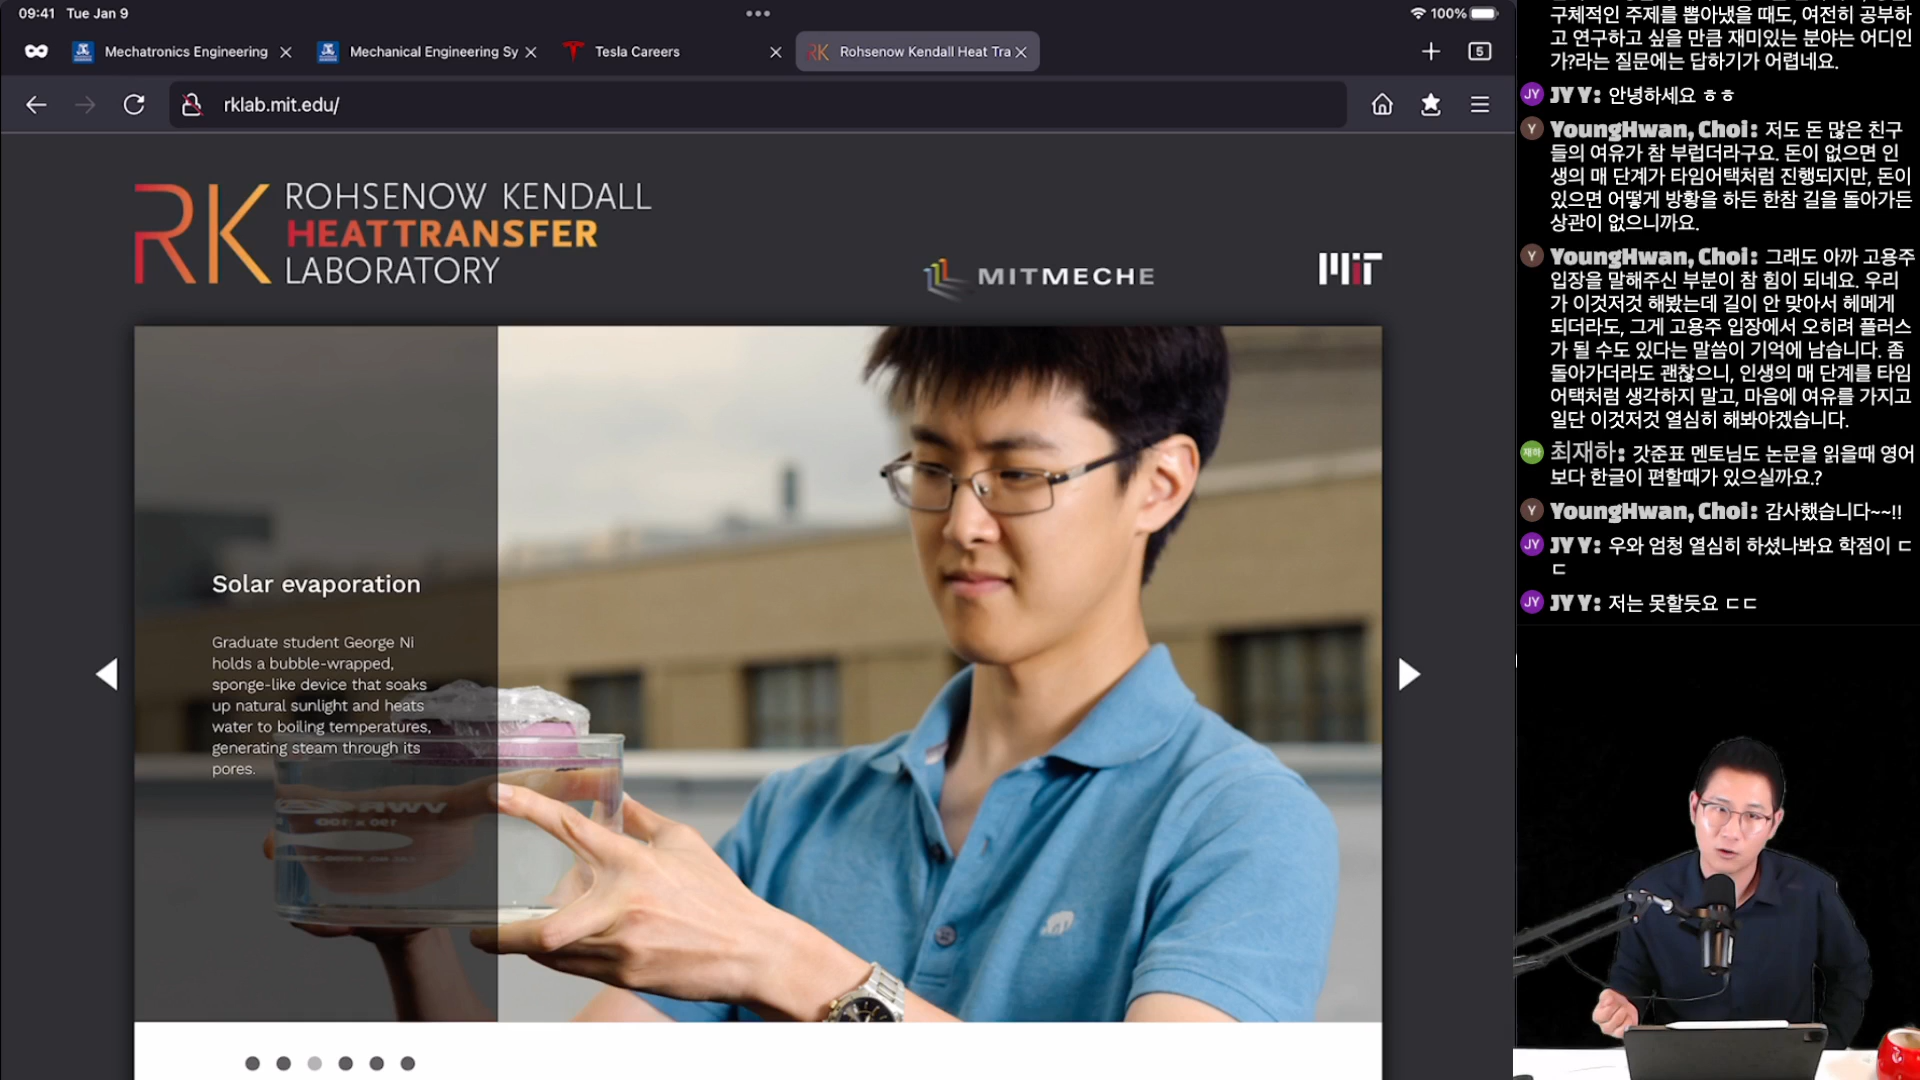 09:41 Tue Jan 9
100%
Mechatronics Engineering
Mechanical Engineering Sy
Tesla Careers
Rohsenow Kendall Heat Tra
5
rklab.mit.edu/
RK
ROHSENOW KENDALL
HEAT TRANSFER
LABORATORY
MITMECHE
MIT
Solar evaporation
Graduate student George Ni
holds a bubble-wrapped,
sponge-like device that soaks
up natural sunlight and heats
water to boiling temperatures,
generating steam through its
pores.
VWR
구체적인 주제를 뽑아냈을 때도, 여전히 공부하
고 연구하고 싶을 만큼 재미있는 분야는 어디인
가?라는 질문에는 답하기가 어렵네요.
JY JY Y: 안녕하세요 ㅎㅎ
Y YoungHwan, Choi: 저도 돈 많은 친구
들의 여유가 참 부럽더라구요. 돈이 없으면 인
생의 매 단계가 타임어택처럼 진행되지만, 돈이
있으면 어떻게 방황을 하든 한참 길을 돌아가든
상관이 없으니까요.
Y YoungHwan, Choi: 그래도 아까 고용주
입장을 말해주신 부분이 참 힘이 되네요. 우리
가 이것저것 해봤는데 길이 안 맞아서 헤메게
되더라도, 그게 고용주 입장에서 오히려 플러스
가 될 수도 있다는 말씀이 기억에 남습니다. 좀
돌아가더라도 괜찮으니, 인생의 매 단계를 타임
어택처럼 생각하지 말고, 마음에 여유를 가지고
일단 이것저것 열심히 해봐야겠습니다.
재하 최재하: 갓준표 멘토님도 논문을 읽을때 영어
보다 한글이 편할때가 있으실까요.?
Y YoungHwan, Choi: 감사했습니다~~!!
JY JY Y: 우와 엄청 열심히 하셨나봐요 학점이 ㄷ
ㄷ
JY JY Y: 저는 못할듯요 ㄷㄷ